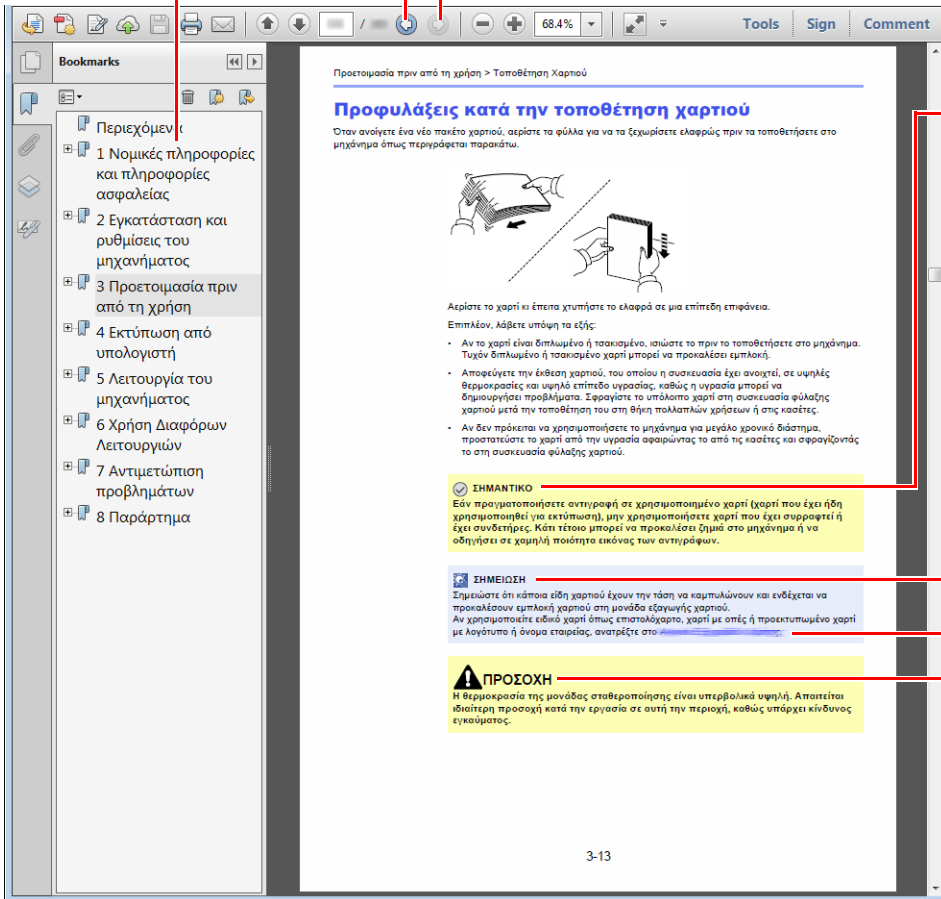 /
68.4%
Tools
Sign
Comment
Bookmarks
Περιεχόμενα
1 Νομικές πληροφορίες
και πληροφορίες
ασφαλείας
2 Εγκατάσταση και
ρυθμίσεις του
μηχανήματος
3 Προετοιμασία πριν
από τη χρήση
4 Εκτύπωση από
υπολογιστή
5 Λειτουργία του
μηχανήματος
6 Χρήση Διαφόρων
Λειτουργιών
7 Αντιμετώπιση
προβλημάτων
8 Παράρτημα
Προετοιμασία πριν από τη χρήση > Τοποθέτηση Χαρτιού
Προφυλάξεις κατά την τοποθέτηση χαρτιού
Όταν ανοίγετε ένα νέο πακέτο χαρτιού, αερίστε τα φύλλα για να τα ξεχωρίσετε ελαφρώς πριν τα τοποθετήσετε στο
μηχάνημα όπως περιγράφεται παρακάτω.
Αερίστε το χαρτί κι έπειτα χτυπήστε το ελαφρά σε μια επίπεδη επιφάνεια.
Επιπλέον, λάβετε υπόψη τα εξής:
• Αν το χαρτί είναι διπλωμένο ή τσακισμένο, ισιώστε το πριν το τοποθετήσετε στο μηχάνημα.
Τυχόν διπλωμένο ή τσακισμένο χαρτί μπορεί να προκαλέσει εμπλοκή.
• Αποφεύγετε την έκθεση χαρτιού, του οποίου η συσκευασία έχει ανοιχτεί, σε υψηλές
θερμοκρασίες και υψηλό επίπεδο υγρασίας, καθώς η υγρασία μπορεί να
δημιουργήσει προβλήματα. Σφραγίστε το υπόλοιπο χαρτί στη συσκευασία φύλαξης
χαρτιού μετά την τοποθέτηση του στη θήκη πολλαπλών χρήσεων ή στις κασέτες.
• Αν δεν πρόκειται να χρησιμοποιήσετε το μηχάνημα για μεγάλο χρονικό διάστημα,
προστατεύστε το χαρτί από την υγρασία αφαιρώντας το από τις κασέτες και σφραγίζοντάς
το στη συσκευασία φύλαξης χαρτιού.
ΣΗΜΑΝΤΙΚΟ
Εάν πραγματοποιήσετε αντιγραφή σε χρησιμοποιημένο χαρτί (χαρτί που έχει ήδη
χρησιμοποιηθεί για εκτύπωση), μην χρησιμοποιήσετε χαρτί που έχει συρραφτεί ή
έχει συνδετήρες. Κάτι τέτοιο μπορεί να προκαλέσει ζημιά στο μηχάνημα ή να
οδηγήσει σε χαμηλή ποιότητα εικόνας των αντιγράφων.
ΣΗΜΕΙΩΣΗ
Σημειώστε ότι κάποια είδη χαρτιού έχουν την τάση να καμπυλώνουν και ενδέχεται να
προκαλέσουν εμπλοκή χαρτιού στη μονάδα εξαγωγής χαρτιού.
Αν χρησιμοποιείτε ειδικό χαρτί όπως επιστολόχαρτο, χαρτί με οπές ή προεκτυπωμένο χαρτί
με λογότυπο ή όνομα εταιρείας, ανατρέξτε στο
ΠΡΟΣΟΧΗ
Η θερμοκρασία της μονάδας σταθεροποίησης είναι υπερβολικά υψηλή. Απαιτείται
ιδιαίτερη προσοχή κατά την εργασία σε αυτή την περιοχή, καθώς υπάρχει κίνδυνος
εγκαύματος.
3-13